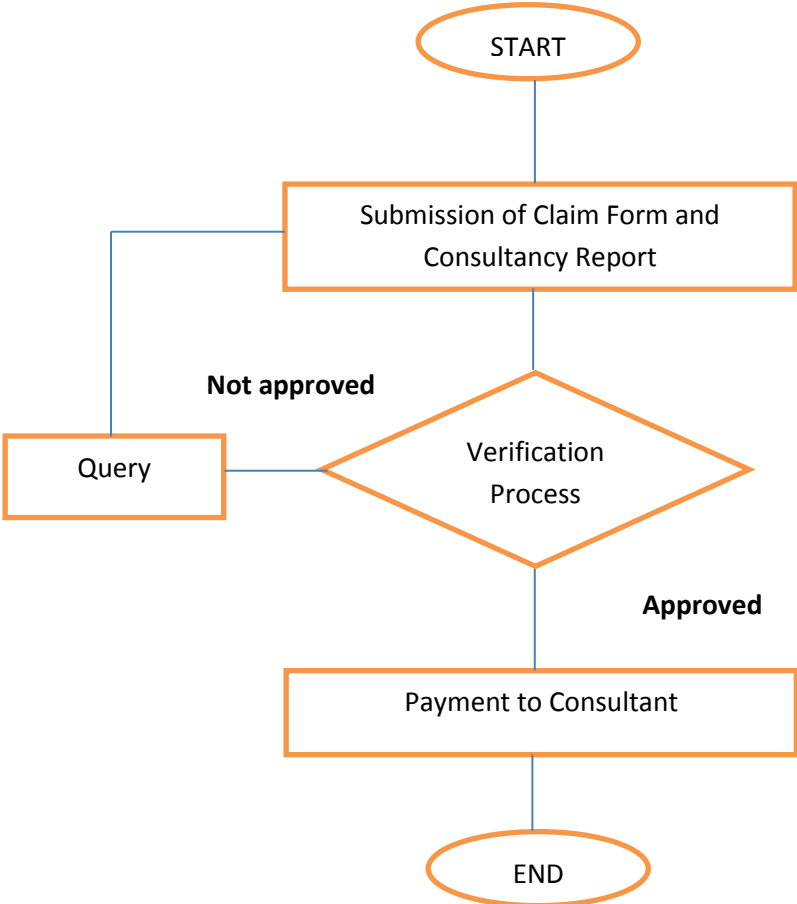 START
Submission of Claim Form and
Consultancy Report
Not approved
Query
Verification
Process
Approved
Payment to Consultant
END